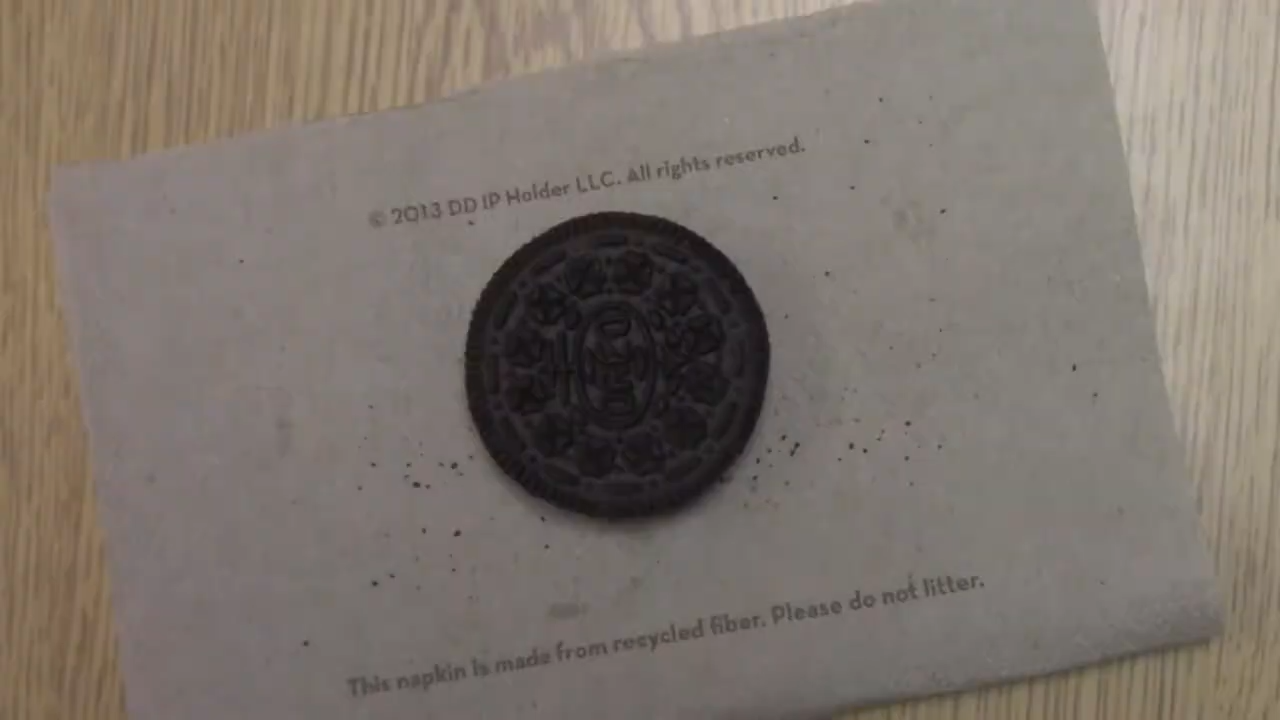 © 2013 DD IP Holder LLC. All rights reserved.
This napkin is made from recycled fiber. Please do not litter.